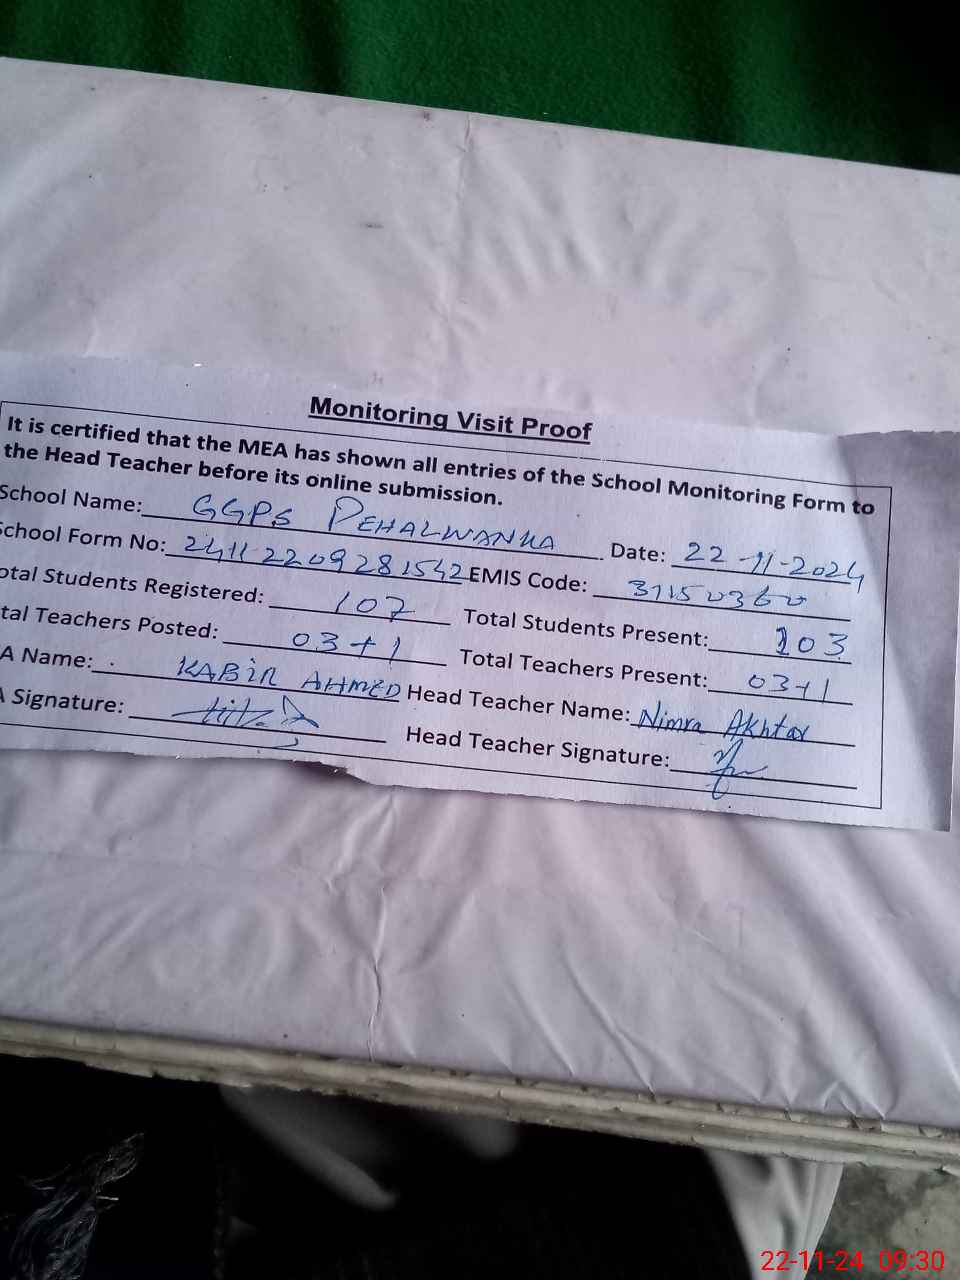 Monitoring Visit Proof
It is certified that the MEA has shown all entries of the School Monitoring Form to
the Head Teacher before its online submission.
School Name: GGPS PEHALWANKA Date: 22-11-2024
School Form No: 24112209281542 EMIS Code: 31150360
otal Students Registered: 107 Total Students Present: 103
tal Teachers Posted: 03+1 Total Teachers Present: 03+1
A Name: KABIR AHMED Head Teacher Name: Nimra Akhtar
A Signature: Head Teacher Signature:
22-11-24 09:30